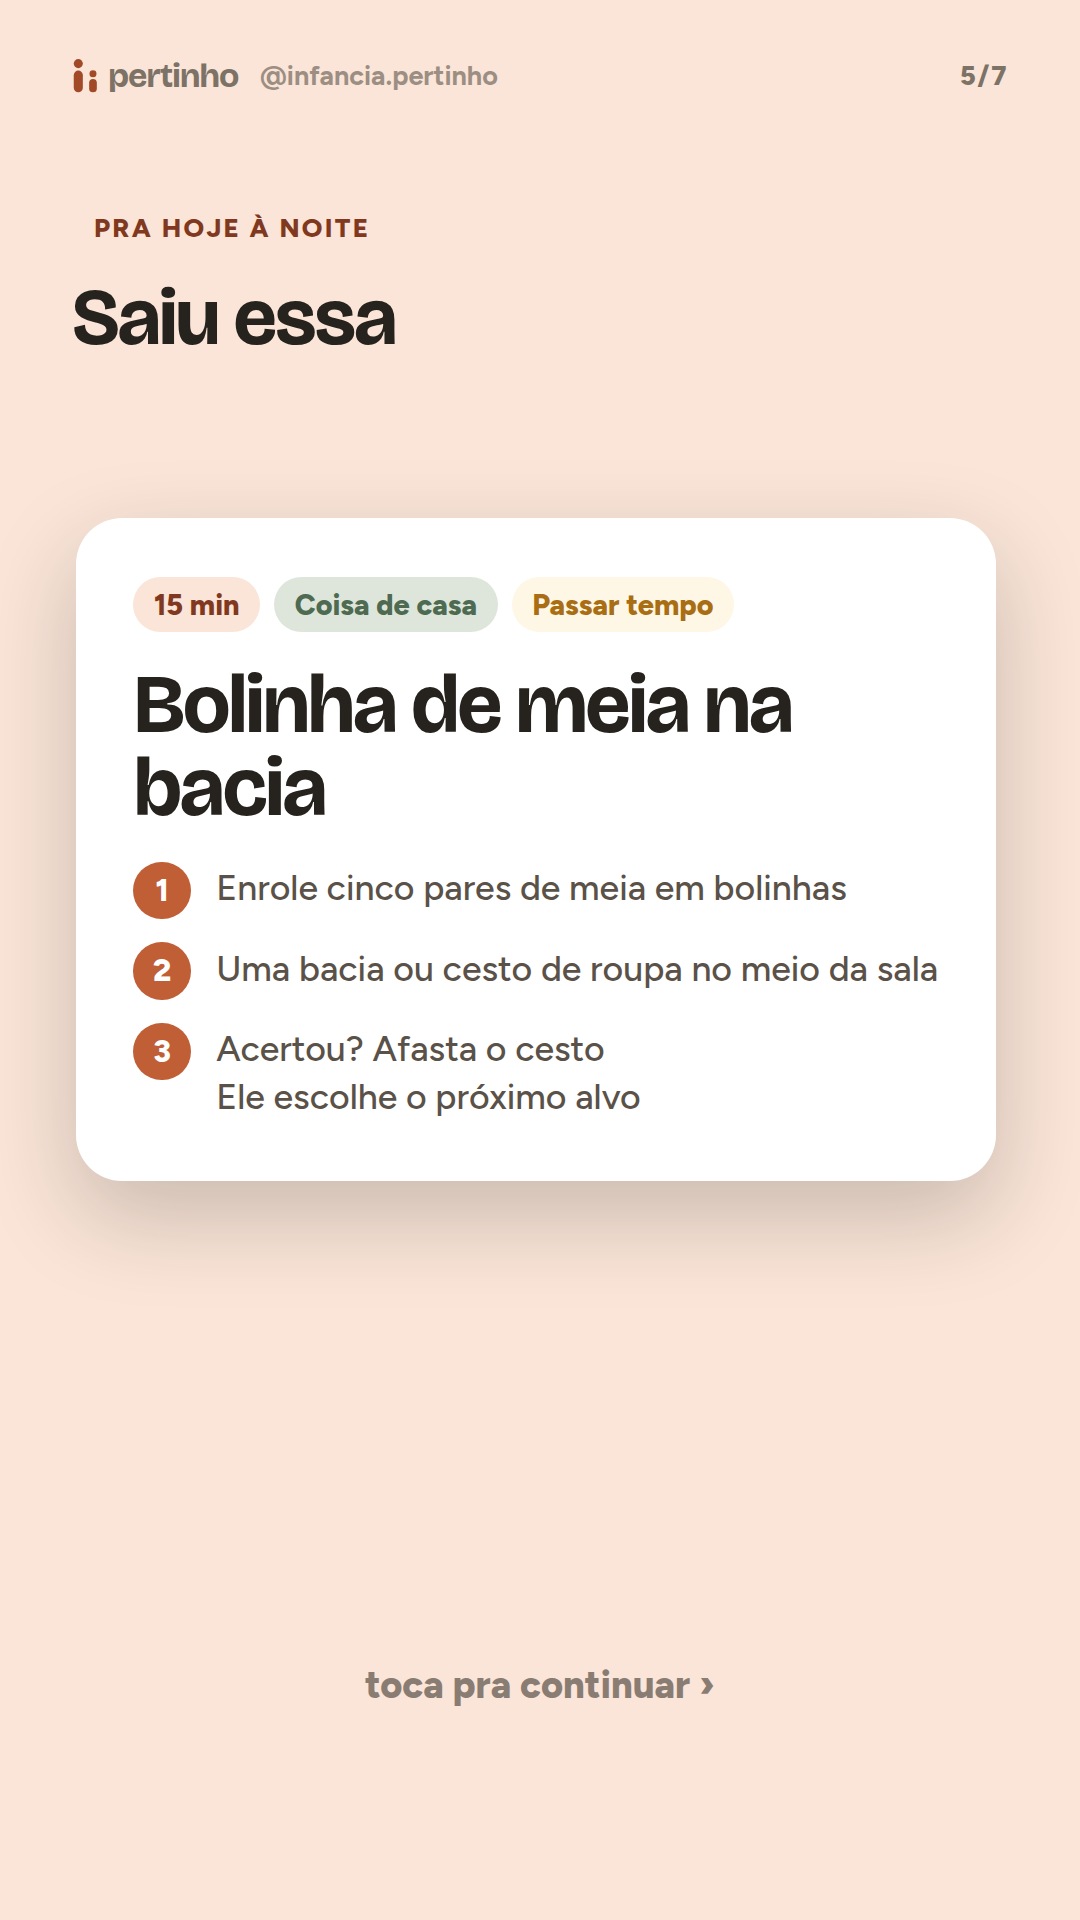 pertinho @infancia.pertinho 5/7
PRA HOJE À NOITE
Saiu essa
15 min Coisa de casa Passar tempo
Bolinha de meia na
bacia
1 Enrole cinco pares de meia em bolinhas
2 Uma bacia ou cesto de roupa no meio da sala
3 Acertou? Afasta o cesto
Ele escolhe o próximo alvo
toca pra continuar ›